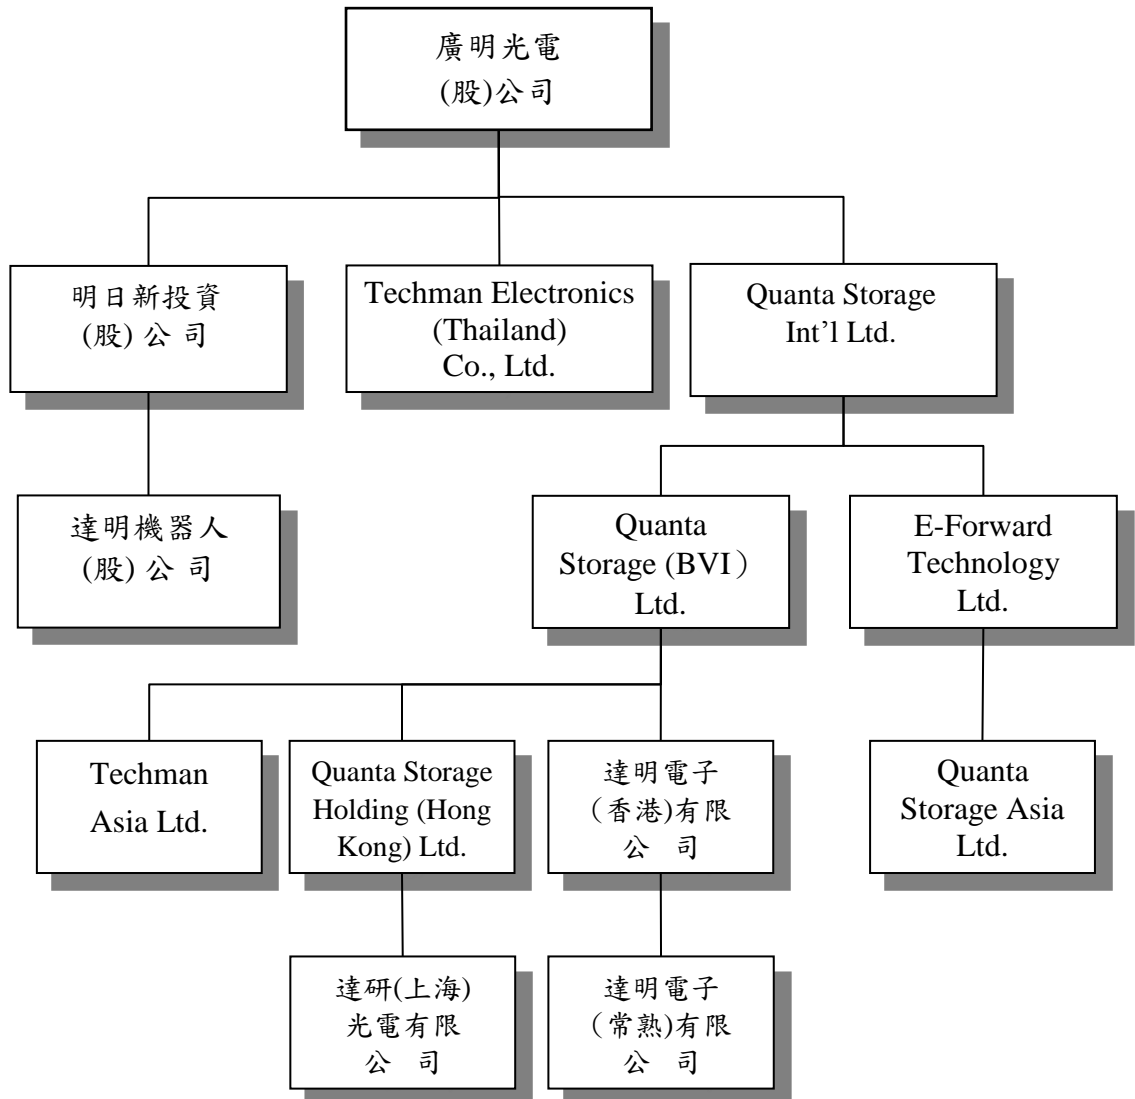 廣明光電
(股)公司
明日新投資
(股) 公 司
Techman Electronics
(Thailand)
Co., Ltd.
Quanta Storage
Int’l Ltd.
達明機器人
(股) 公 司
Quanta
Storage (BVI）
Ltd.
E-Forward
Technology
Ltd.
Techman
Asia Ltd.
Quanta Storage
Holding (Hong
Kong) Ltd.
達明電子
（香港)有限
公 司
Quanta
Storage Asia
Ltd.
達研(上海)
光電有限
公 司
達明電子
（常熟)有限
公 司